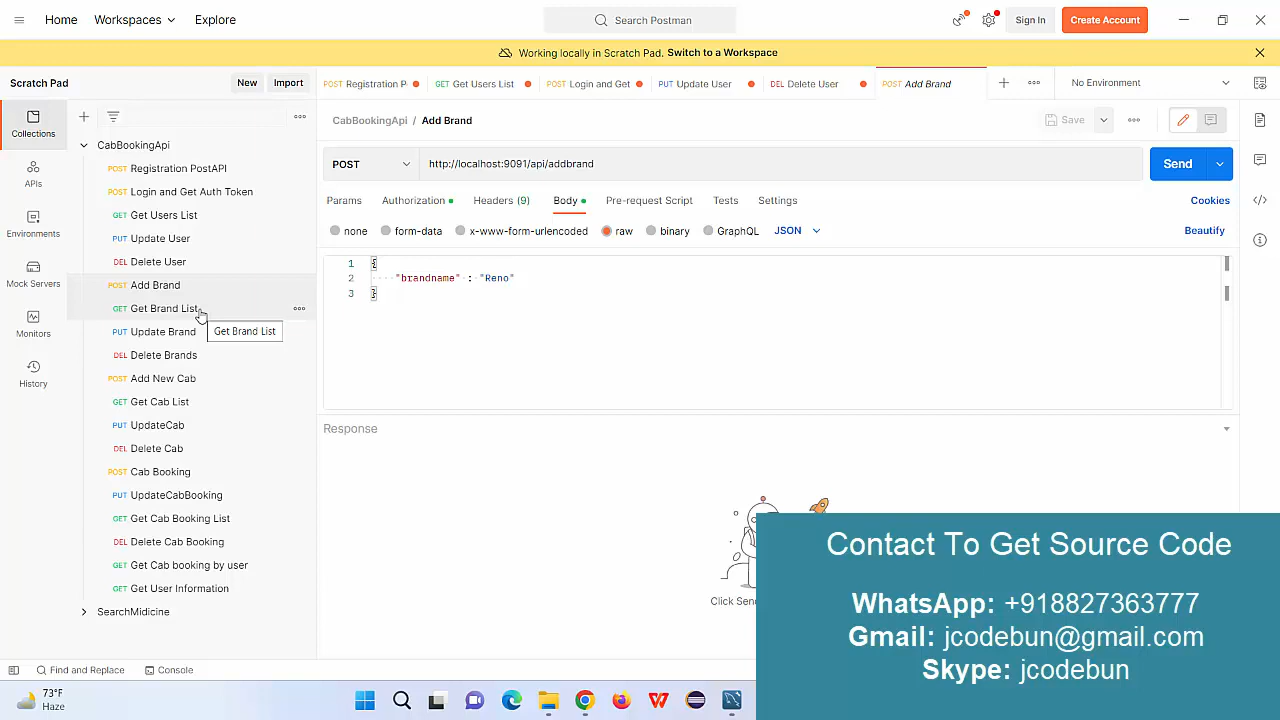 Home Workspaces Explore Search Postman Sign In Create Account
Working locally in Scratch Pad. Switch to a Workspace
Scratch Pad New Import
POST Registration P GET Get Users List POST Login and Get PUT Update User DEL Delete User POST Add Brand No Environment
Collections
APIs
Environments
Mock Servers
Monitors
History
CabBookingApi
POST Registration PostAPI
POST Login and Get Auth Token
GET Get Users List
PUT Update User
DEL Delete User
POST Add Brand
GET Get Brand List
Get Brand List
PUT Update Brand
DEL Delete Brands
POST Add New Cab
GET Get Cab List
PUT UpdateCab
DEL Delete Cab
POST Cab Booking
PUT UpdateCabBooking
GET Get Cab Booking List
DEL Delete Cab Booking
GET Get Cab booking by user
GET Get User Information
SearchMidicine
CabBookingApi / Add Brand Save
POST http://localhost:9091/api/addbrand Send
Params Authorization Headers (9) Body Pre-request Script Tests Settings Cookies
none form-data x-www-form-urlencoded raw binary GraphQL JSON Beautify
1 {
2 "brandname" : "Reno"
3 }
Response
Click Sen
Contact To Get Source Code
WhatsApp: +918827363777
Gmail: jcodebun@gmail.com
Skype: jcodebun
Find and Replace Console
73°F
Haze